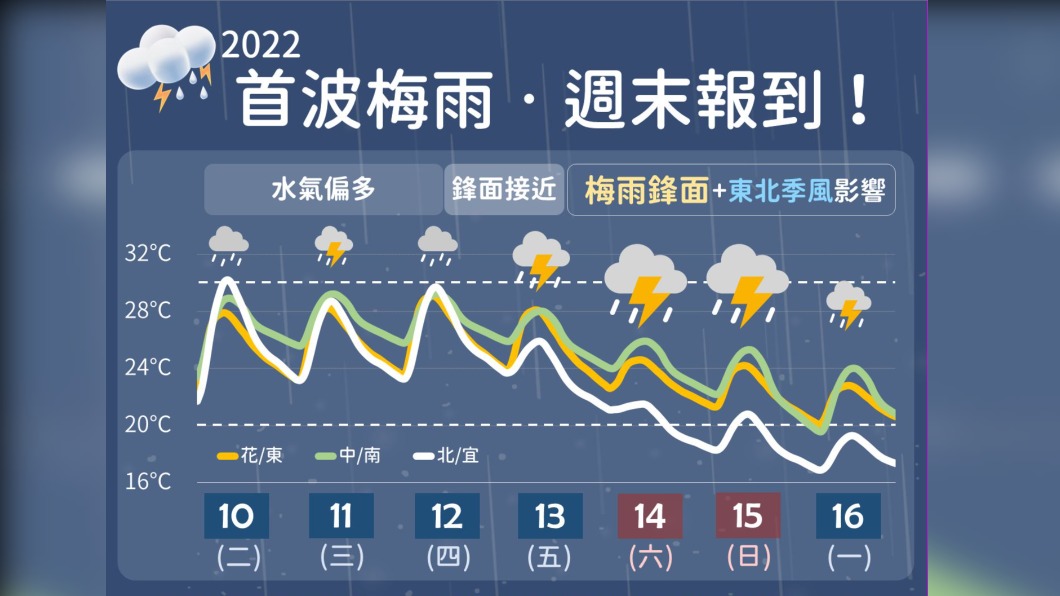 2022
首波梅雨・週末報到！
水氣偏多 鋒面接近 梅雨鋒面+東北季風影響
32°C
28°C
24°C
20°C
16°C
花/東 中/南 北/宜
10 11 12 13 14 15 16
(二) (三) (四) (五) (六) (日) (一)